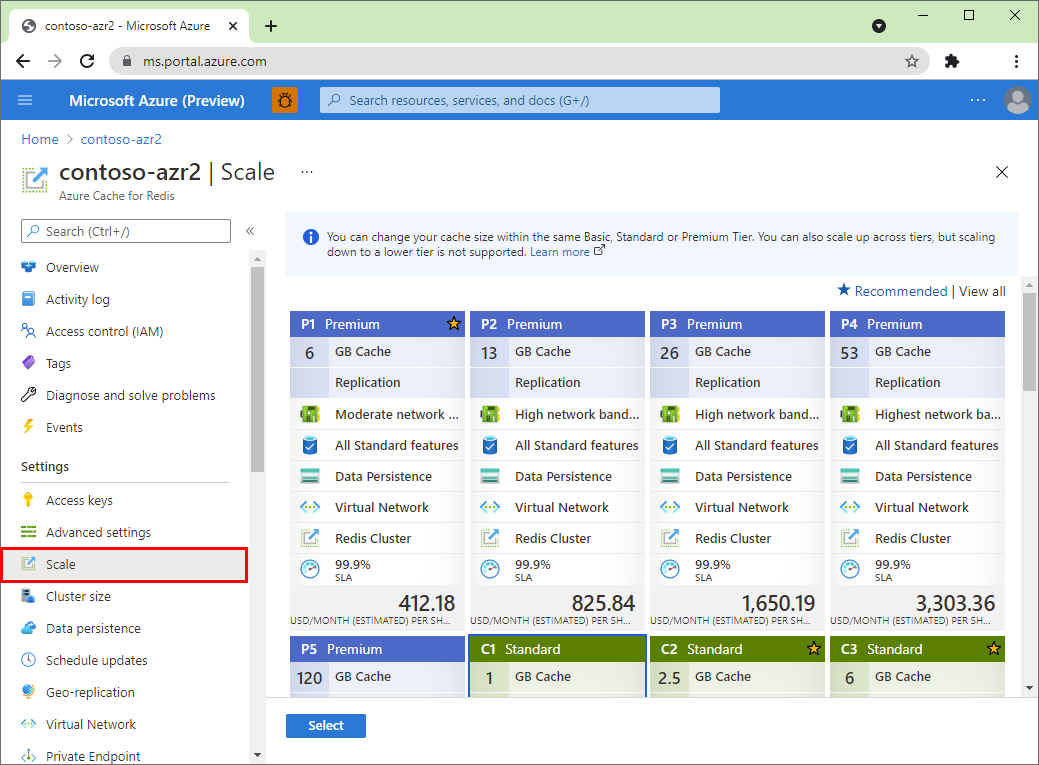 contoso-azr2 - Microsoft Azure
ms.portal.azure.com
Microsoft Azure (Preview)
Search resources, services, and docs (G+/)
Home > contoso-azr2
contoso-azr2 | Scale
Azure Cache for Redis
Search (Ctrl+/)
Overview
Activity log
Access control (IAM)
Tags
Diagnose and solve problems
Events
Settings
Access keys
Advanced settings
Scale
Cluster size
Data persistence
Schedule updates
Geo-replication
Virtual Network
Private Endpoint
You can change your cache size within the same Basic, Standard or Premium Tier. You can also scale up across tiers, but scaling
down to a lower tier is not supported. Learn more
Recommended | View all
P1 Premium
6 GB Cache
Replication
Moderate network ...
All Standard features
Data Persistence
Virtual Network
Redis Cluster
99.9%
SLA
412.18
USD/MONTH (ESTIMATED) PER SH...
P2 Premium
13 GB Cache
Replication
High network band...
All Standard features
Data Persistence
Virtual Network
Redis Cluster
99.9%
SLA
825.84
USD/MONTH (ESTIMATED) PER SH...
P3 Premium
26 GB Cache
Replication
High network band...
All Standard features
Data Persistence
Virtual Network
Redis Cluster
99.9%
SLA
1,650.19
USD/MONTH (ESTIMATED) PER SH...
P4 Premium
53 GB Cache
Replication
Highest network ba...
All Standard features
Data Persistence
Virtual Network
Redis Cluster
99.9%
SLA
3,303.36
USD/MONTH (ESTIMATED) PER SH...
P5 Premium
120 GB Cache
C1 Standard
1 GB Cache
C2 Standard
2.5 GB Cache
C3 Standard
6 GB Cache
Select